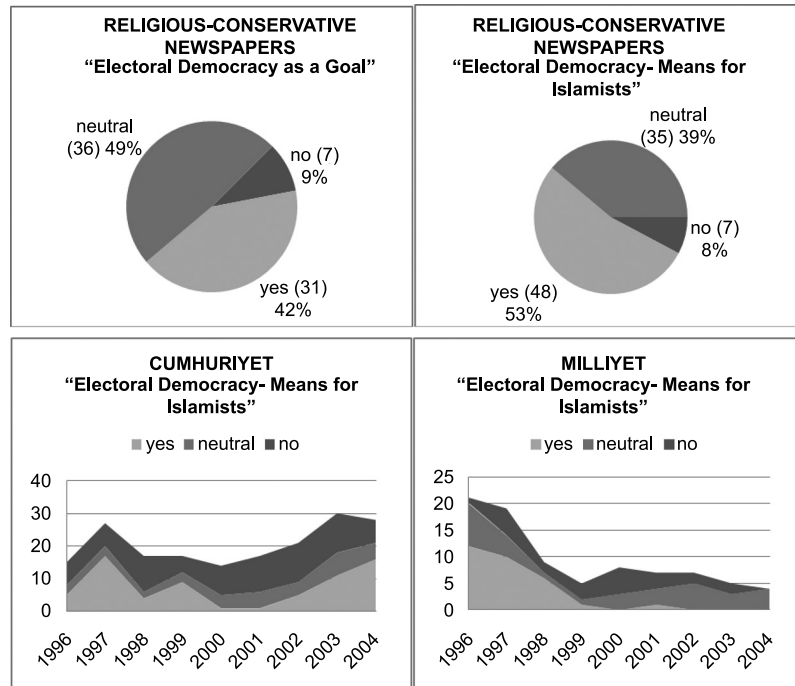 RELIGIOUS-CONSERVATIVE
NEWSPAPERS
“Electoral Democracy as a Goal”
neutral
(36) 49%
no (7)
9%
yes (31)
42%
RELIGIOUS-CONSERVATIVE
NEWSPAPERS
“Electoral Democracy- Means for
Islamists”
neutral
(35) 39%
no (7)
8%
yes (48)
53%
CUMHURIYET
“Electoral Democracy- Means for
Islamists”
yes neutral no
40
30
20
10
0
1996 1997 1998 1999 2000 2001 2002 2003 2004
MILLIYET
“Electoral Democracy- Means for
Islamists”
yes neutral no
25
20
15
10
5
0
1996 1997 1998 1999 2000 2001 2002 2003 2004